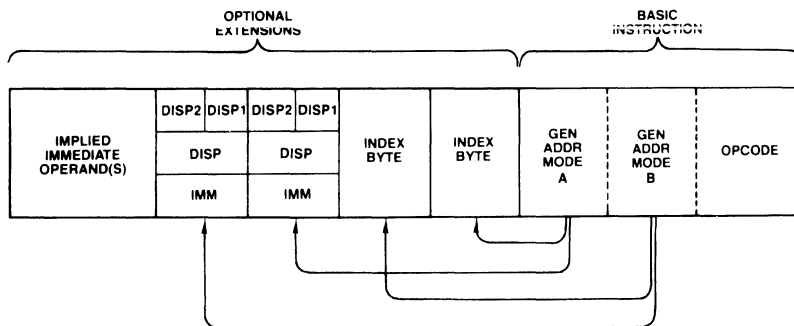 OPTIONAL
EXTENSIONS
BASIC
INSTRUCTION
IMPLIED
IMMEDIATE
OPERAND(S)
DISP2 DISP1
DISP
IMM
DISP2 DISP1
DISP
IMM
INDEX
BYTE
INDEX
BYTE
GEN
ADDR
MODE
A
GEN
ADDR
MODE
B
OPCODE